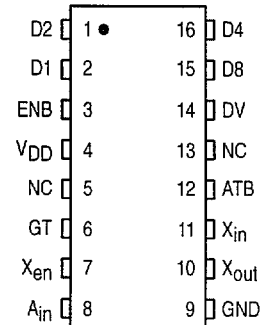 D2 1 16 D4
D1 2 15 D8
ENB 3 14 DV
VDD 4 13 NC
NC 5 12 ATB
GT 6 11 Xin
Xen 7 10 Xout
Ain 8 9 GND